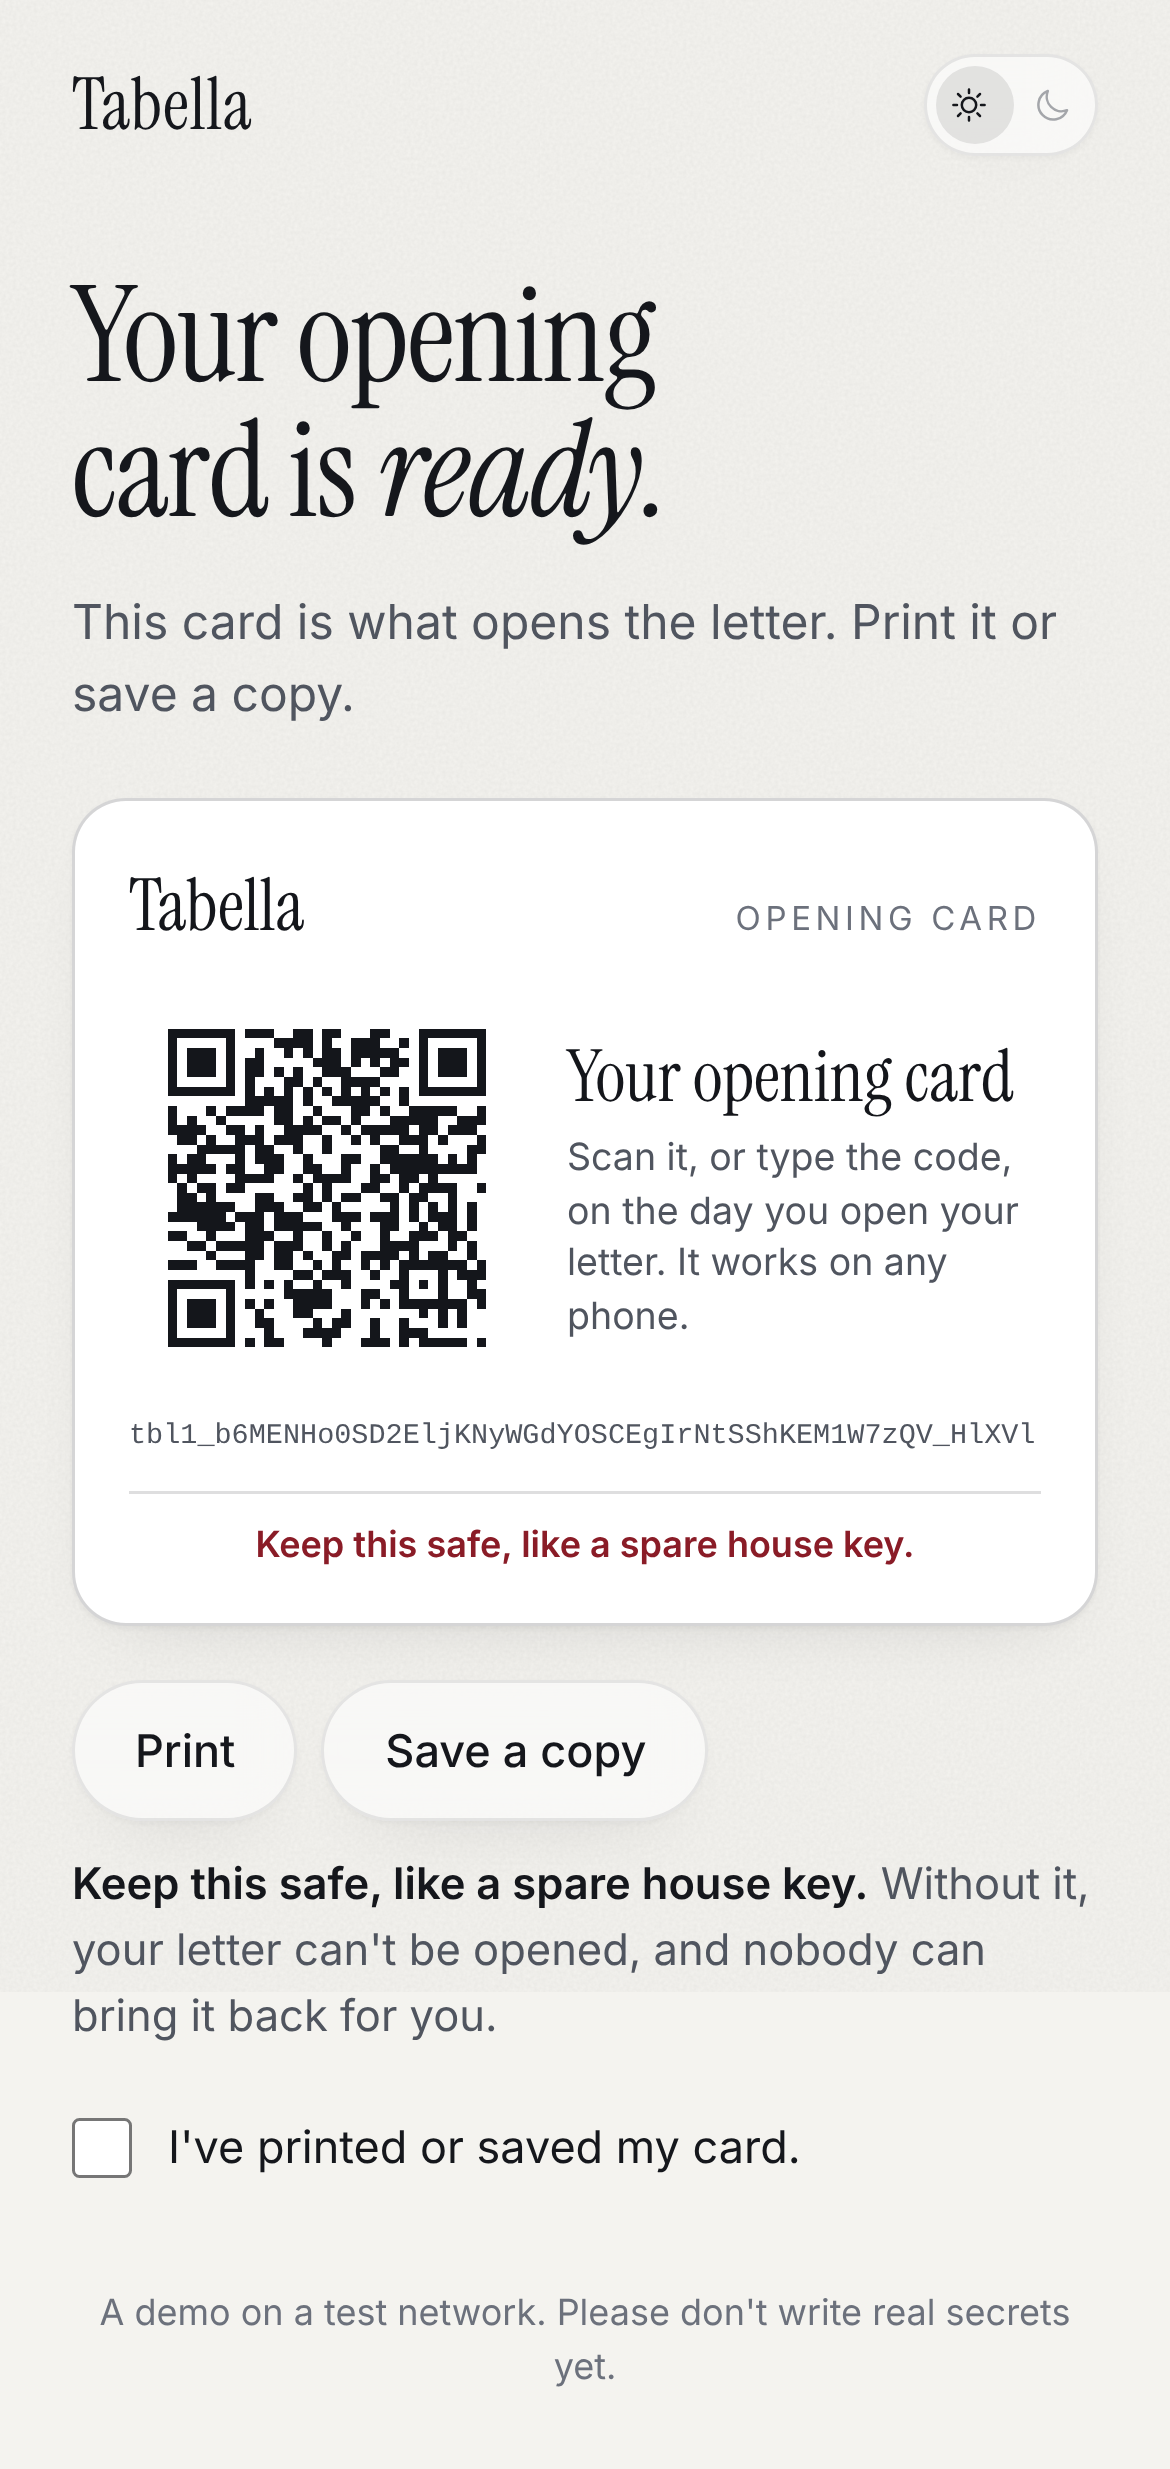 Tabella
Your opening
card is ready.
This card is what opens the letter. Print it or
save a copy.
Tabella
OPENING CARD
Your opening card
Scan it, or type the code,
on the day you open your
letter. It works on any
phone.
tbl1_b6MENHo0SD2EljKNyWGdYOSCEgIrNtSShKEM1W7zQV_HlXVl
Keep this safe, like a spare house key.
Print
Save a copy
Keep this safe, like a spare house key. Without it,
your letter can't be opened, and nobody can
bring it back for you.
I've printed or saved my card.
A demo on a test network. Please don't write real secrets
yet.